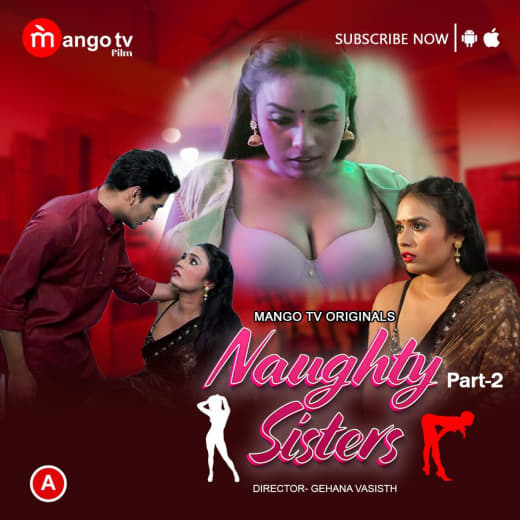 mango tv
film
SUBSCRIBE NOW
MANGO TV ORIGINALS
Naughty
Part-2
Sisters
A
DIRECTOR- GEHANA VASISTH